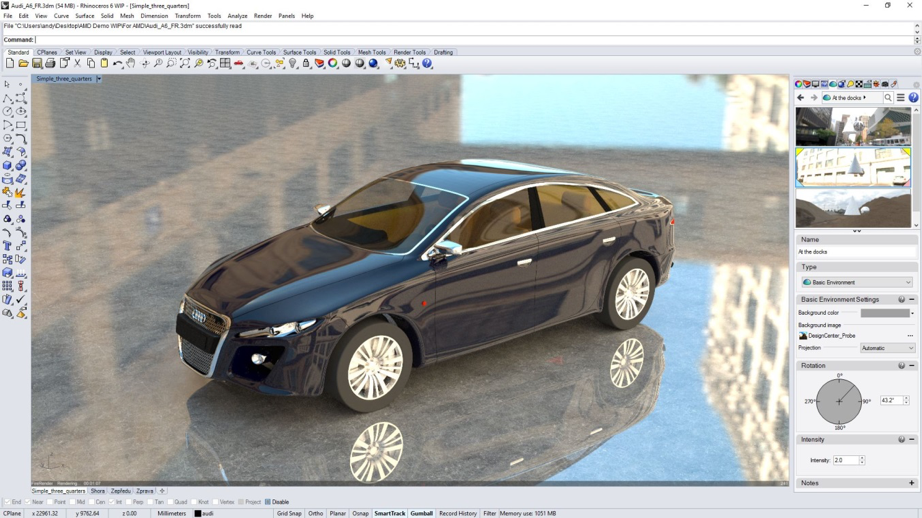 Audi_A6_FR.3dm (54 MB) - Rhinoceros 6 WIP - [Simple_three_quarters]
File Edit View Curve Surface Solid Mesh Dimension Transform Tools Analyze Render Panels Help
File "C:\Users\andy\Desktop\AMD Demo WIP\For AMD\Audi_A6_FR.3dm" successfully read
Command:
Standard CPlanes Set View Display Select Viewport Layout Visibility Transform Curve Tools Surface Tools Solid Tools Mesh Tools Render Tools Drafting
Simple_three_quarters
At the docks
Name
At the docks
Type
Basic Environment
Basic Environment Settings
Background color
Background image
DesignCenter_Probe
Projection Automatic
Rotation
0°
270° 90° 43.2°
180°
Intensity
Intensity: 2.0
Notes
Simple_three_quarters Shora Zapfedu Zprava
End Near Point Mid Cen Int Perp Tan Quad Knot Vertex Project Disable
CPlane x 22961.32 y 9762.64 z 0.00 Millimeters audi Grid Snap Ortho Planar Osnap SmartTrack Gumball Record History Filter Memory use: 1051 MB